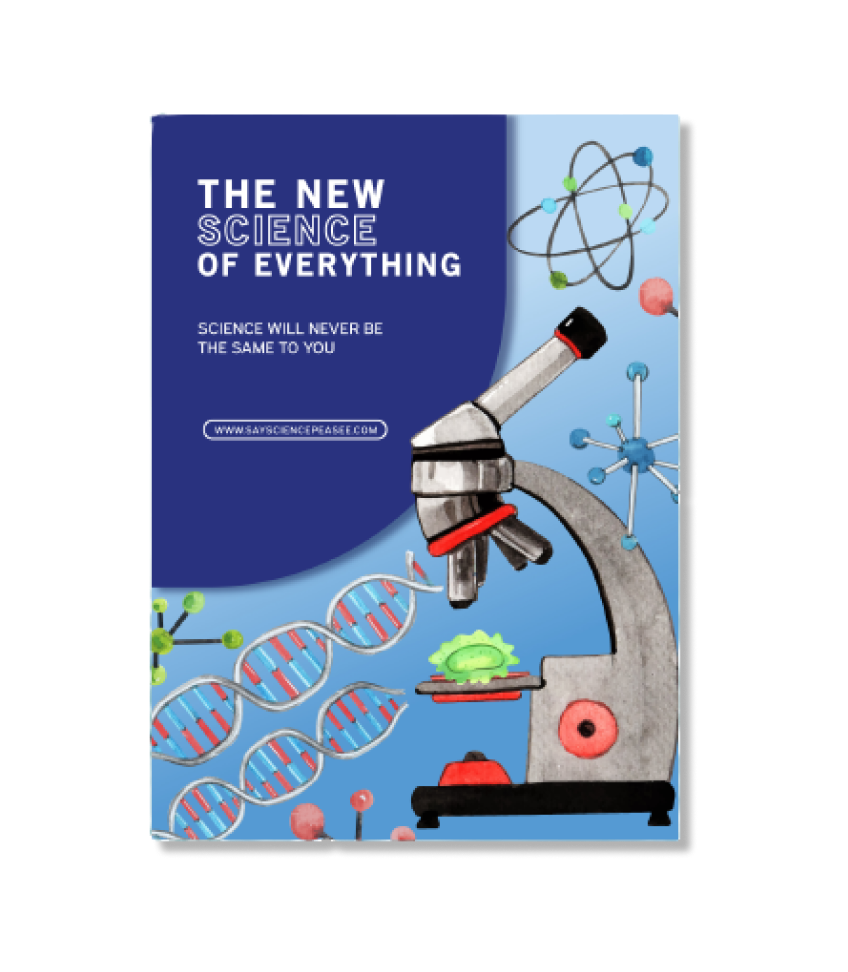 THE NEW
SCIENCE
OF EVERYTHING
SCIENCE WILL NEVER BE
THE SAME TO YOU
WWW.SAYSCIENCEPEASEE.COM